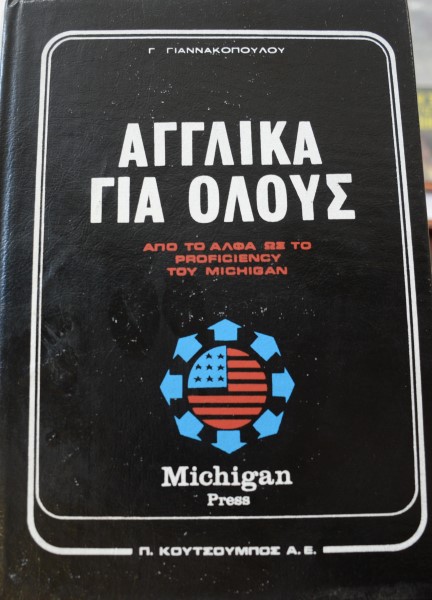 Γ ΓΙΑΝΝΑΚΟΠΟΥΛΟΥ
ΑΓΓΛΙΚΑ
ΓΙΑ ΟΛΟΥΣ
ΑΠΟ ΤΟ ΑΛΦΑ ΩΣ ΤΟ
PROFICIENCY
ΤΟΥ MICHIGAN
Michigan
Press
Π. ΚΟΥΤΣΟΥΜΠΟΣ Α.Ε.